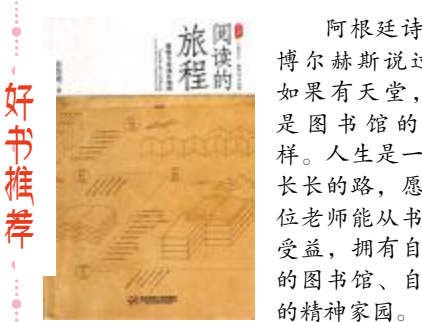 好书推荐
阅读的
旅程
阿根廷诗
博尔赫斯说过
如果有天堂，
是图书馆的
样。人生是一
长长的路，愿
位老师能从书
受益，拥有自
的图书馆、自
的精神家园。